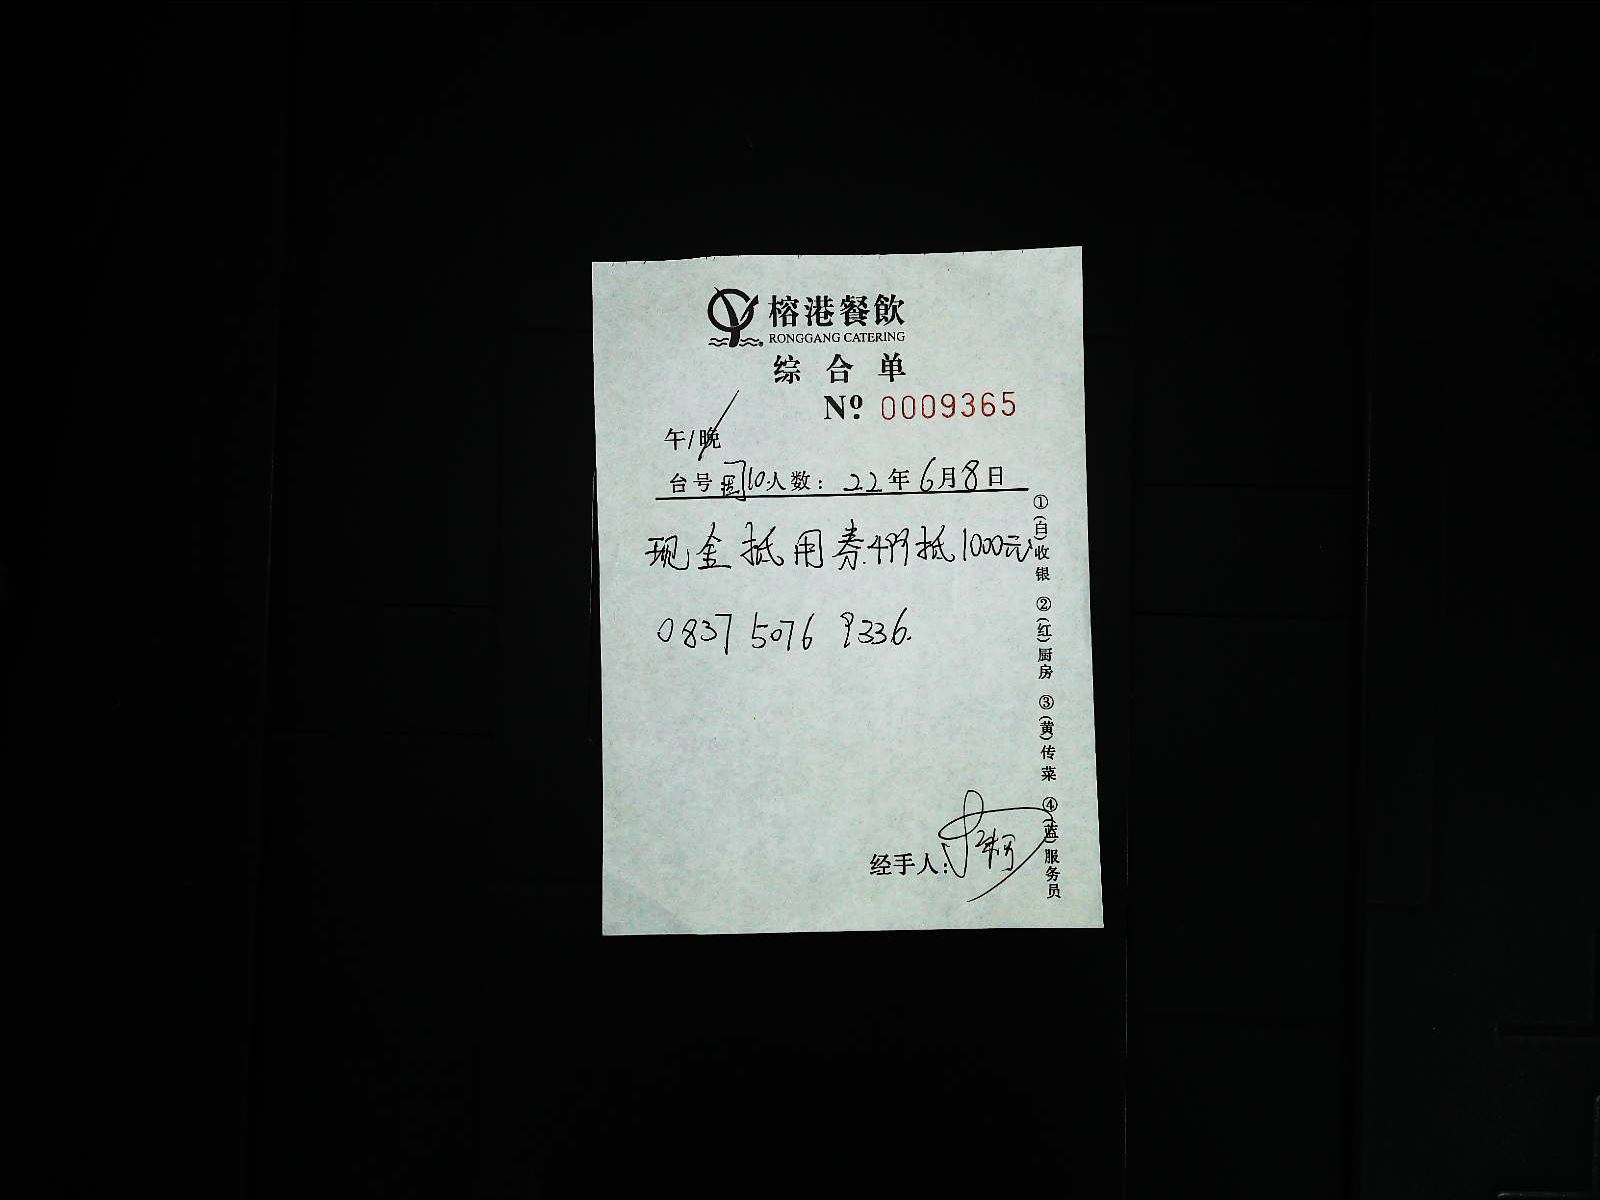 榕港餐飲
RONGGANG CATERING
综合单
Nº 0009365
午/晚
台号 10 人数: 22年6月8日
现金抵用券.499抵1000元
0837 5076 9336.
经手人:
①(白)收银 ②(红)厨房 ③(黄)传菜 ④(蓝)服务员